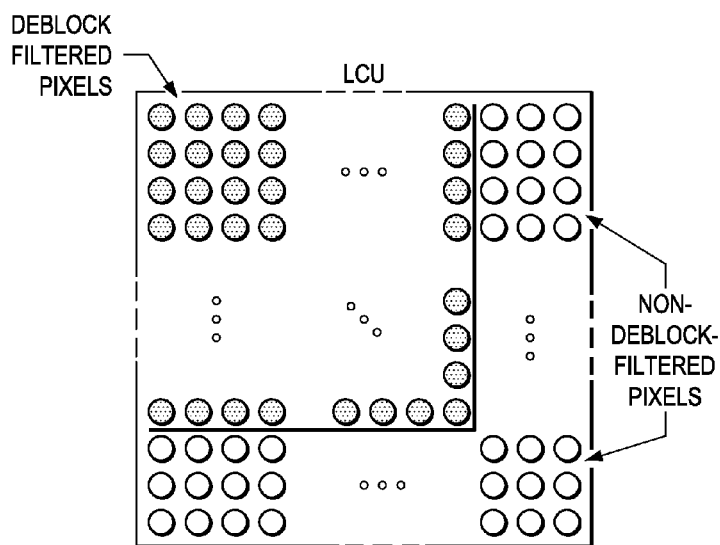 DEBLOCK
FILTERED
PIXELS
LCU
NON-
DEBLOCK-
FILTERED
PIXELS